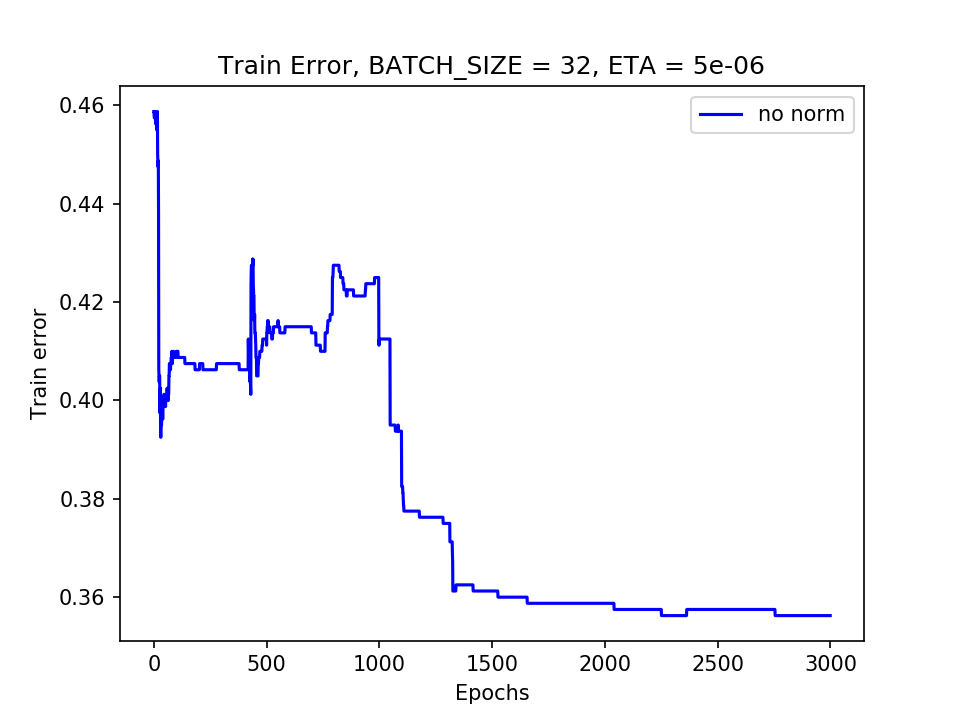 Train Error, BATCH_SIZE = 32, ETA = 5e-06
no norm
0.46
0.44
0.42
0.40
0.38
0.36
Train error
0 500 1000 1500 2000 2500 3000
Epochs